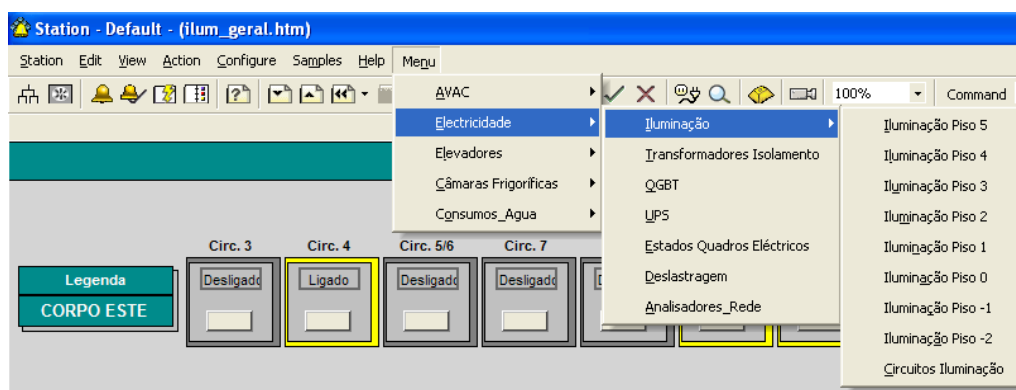 Station - Default - (ilum_geral.htm)
Station Edit View Action Configure Samples Help Menu
100% Command
AVAC
Electricidade
Elevadores
Câmaras Frigoríficas
Consumos_Agua
Iluminação
Transformadores Isolamento
QGBT
UPS
Estados Quadros Eléctricos
Deslastragem
Analisadores_Rede
Iluminação Piso 5
Iluminação Piso 4
Iluminação Piso 3
Iluminação Piso 2
Iluminação Piso 1
Iluminação Piso 0
Iluminação Piso -1
Iluminação Piso -2
Circuitos Iluminação
Circ. 3 Circ. 4 Circ. 5/6 Circ. 7
Desligado Ligado Desligado Desligado
Legenda
CORPO ESTE